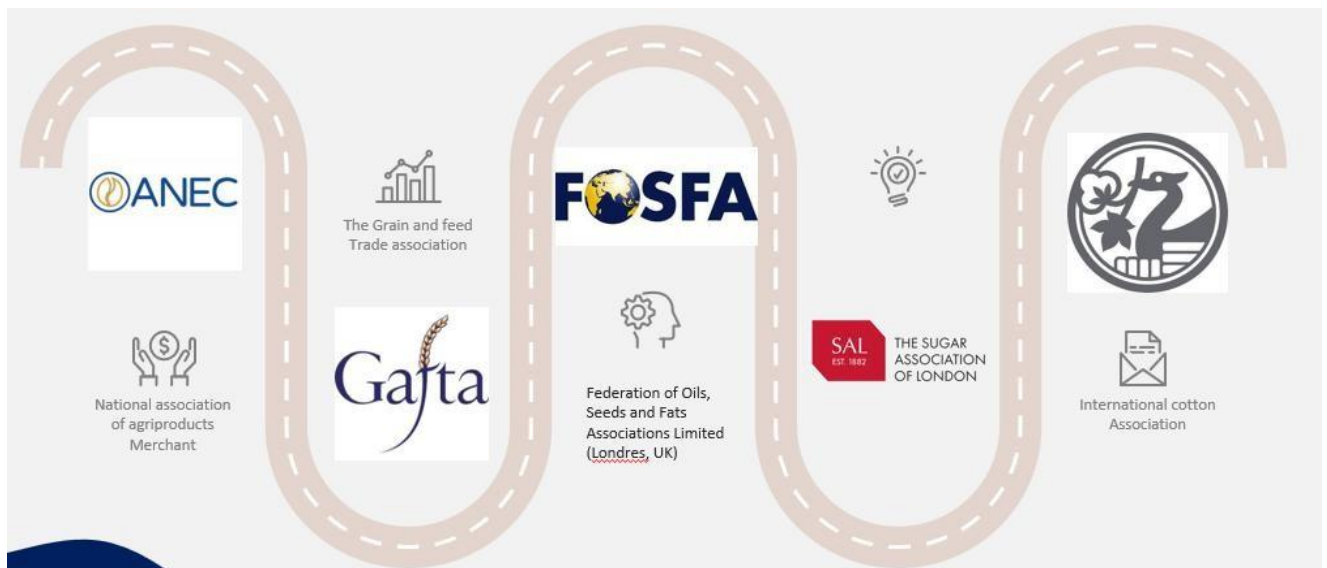 ANEC
National association
of agriproducts
Merchant
The Grain and feed
Trade association
Gafta
FOSFA
Federation of Oils,
Seeds and Fats
Associations Limited
(Londres, UK)
SAL
EST. 1882
THE SUGAR
ASSOCIATION
OF LONDON
International cotton
Association